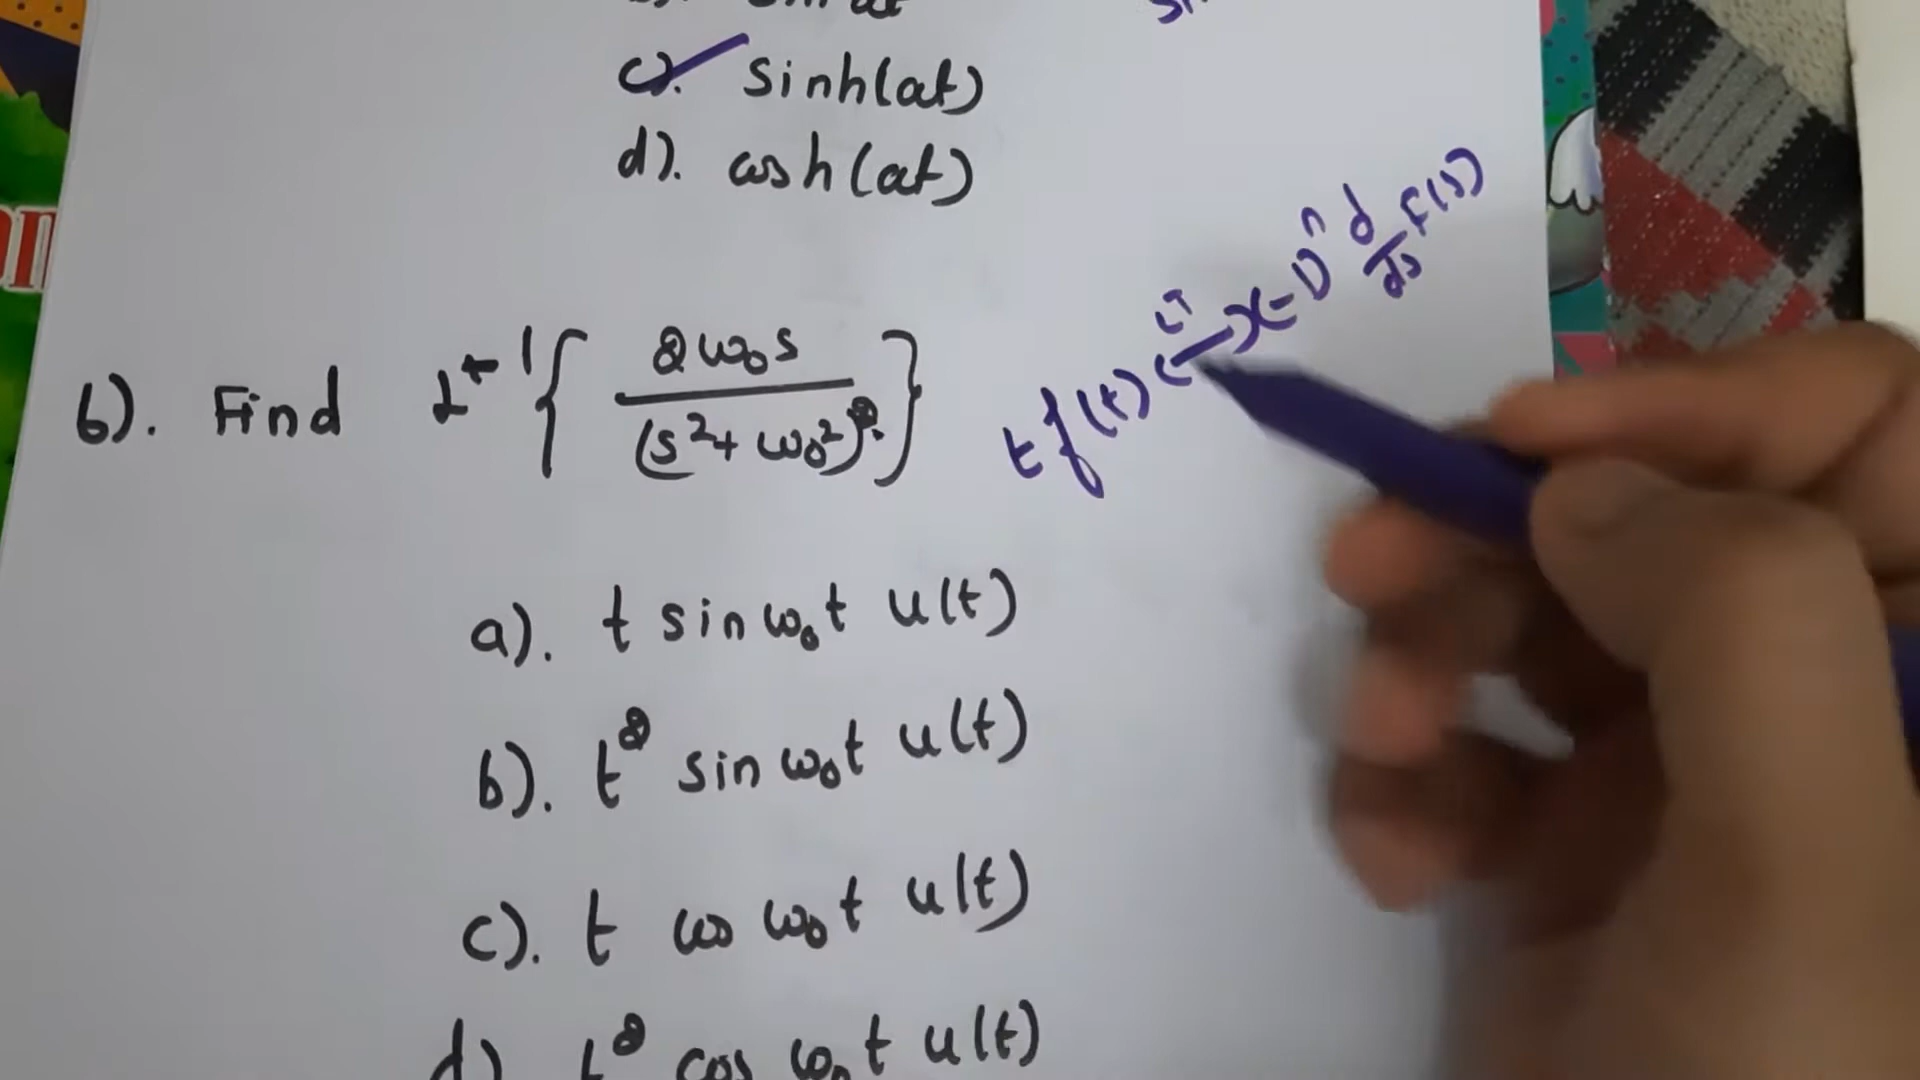 c). sinh(at)
d). cosh(at)
6). Find L⁻¹{ 2ω₀s / (s²+ω₀²)². }
t f(t) ⟷ᴸᵀ (-1)ⁿ d/ds F(s)
a). t sin ω₀t u(t)
b). t² sin ω₀t u(t)
c). t cos ω₀t u(t)
d) t² cos ω₀t u(t)